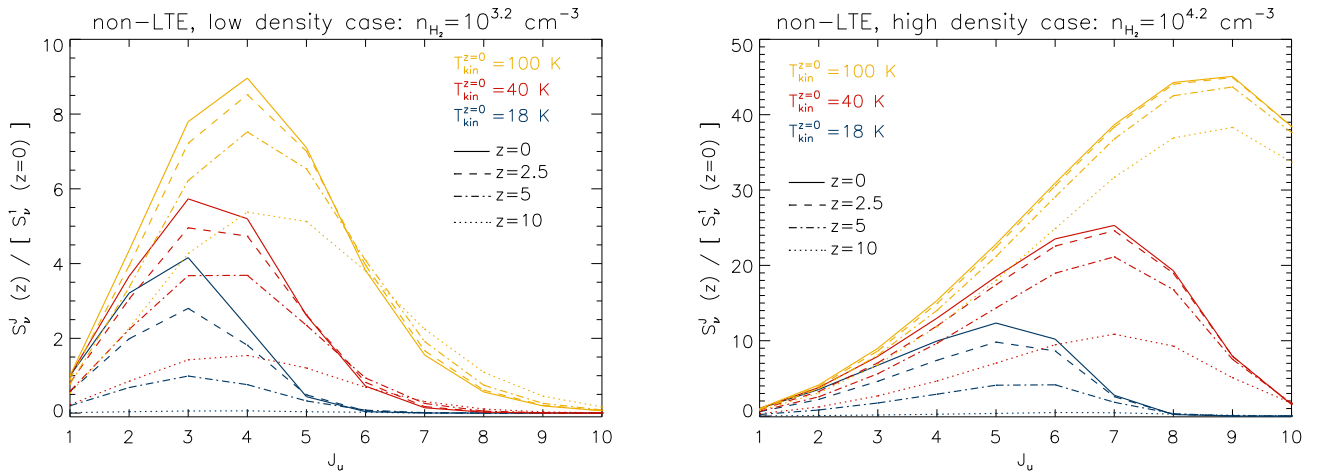 non-LTE, low density case: n_H₂=10^3.2 cm^−3
10
8
6
4
2
0
T_kin^z=0 =100 K
T_kin^z=0 =40 K
T_kin^z=0 =18 K
z=0
z=2.5
z=5
z=10
S_ν^J (z) / [ S_ν^1 (z=0) ]
1 2 3 4 5 6 7 8 9 10
J_u
non-LTE, high density case: n_H₂=10^4.2 cm^−3
50
40
30
20
10
0
T_kin^z=0 =100 K
T_kin^z=0 =40 K
T_kin^z=0 =18 K
z=0
z=2.5
z=5
z=10
S_ν^J (z) / [ S_ν^1 (z=0) ]
1 2 3 4 5 6 7 8 9 10
J_u